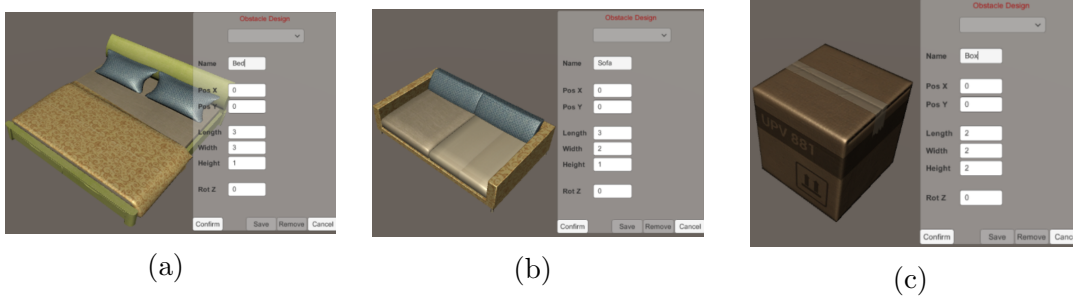 Obstacle Design
Name Bed
Pos X 0
Pos Y 0
Length 3
Width 3
Height 1
Rot Z 0
Confirm Save Remove Cancel
(a)
Obstacle Design
Name Sofa
Pos X 0
Pos Y 0
Length 3
Width 2
Height 1
Rot Z 0
Confirm Save Remove Cancel
(b)
Obstacle Design
Name Box
Pos X 0
Pos Y 0
Length 2
Width 2
Height 2
Rot Z 0
Confirm Save Remove Canc
UPV 881
(c)